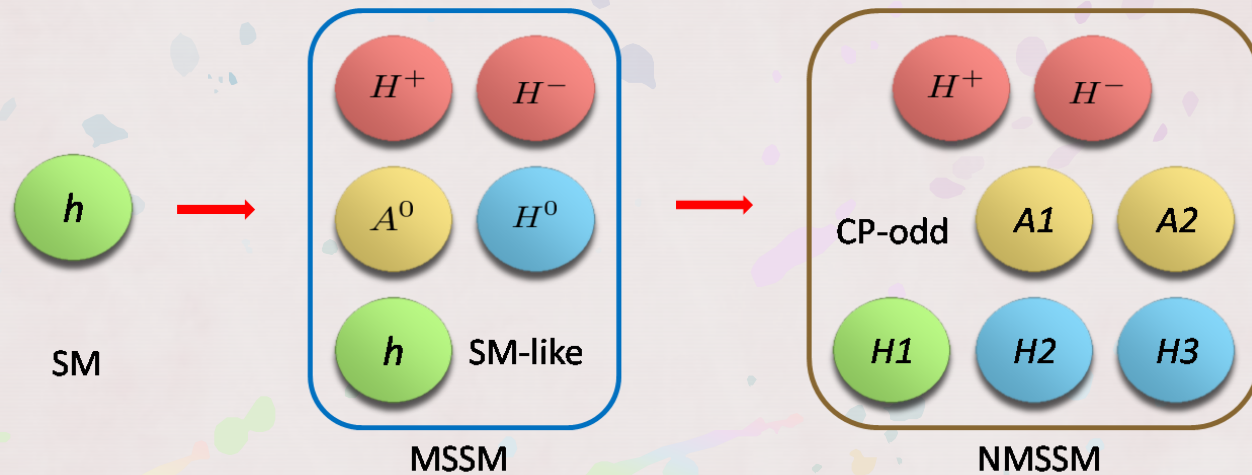 h
SM
H⁺ H⁻
A⁰ H⁰
h SM-like
MSSM
H⁺ H⁻
CP-odd A1 A2
H1 H2 H3
NMSSM